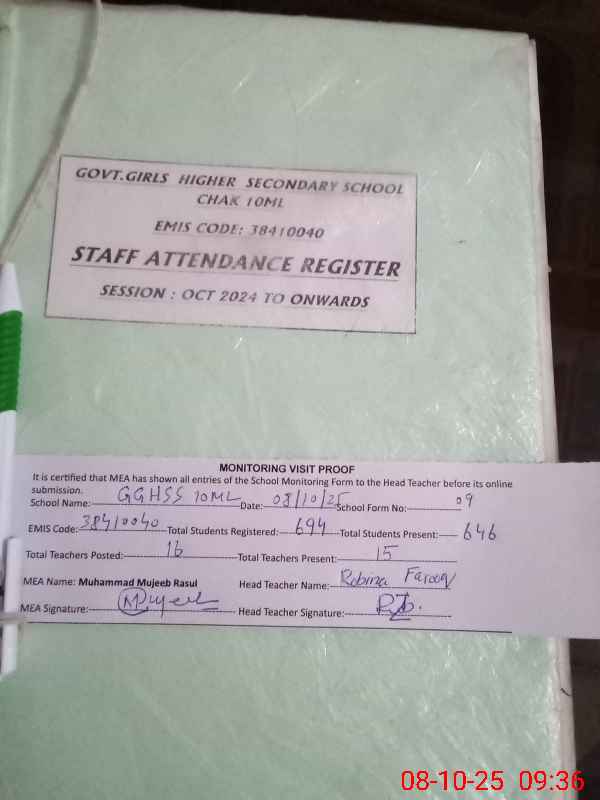 GOVT.GIRLS HIGHER SECONDARY SCHOOL
CHAK 10ML
EMIS CODE: 38410040
STAFF ATTENDANCE REGISTER
SESSION : OCT 2024 TO ONWARDS
MONITORING VISIT PROOF
It is certified that MEA has shown all entries of the School Monitoring Form to the Head Teacher before its online
submission.
School Name: GGHSS 10ML Date: 08/10/25 School Form No: 09
EMIS Code: 38410040 Total Students Registered: 694 Total Students Present: 646
Total Teachers Posted: 16 Total Teachers Present: 15
MEA Name: Muhammad Mujeeb Rasul Head Teacher Name: Robina Farooq
MEA Signature: Mujeeb Head Teacher Signature:
08-10-25 09:36